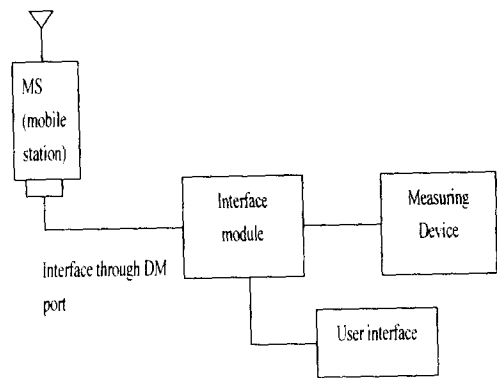 MS
(mobile
station)
Interface
module
Measuring
Device
Interface through DM
port
User interface